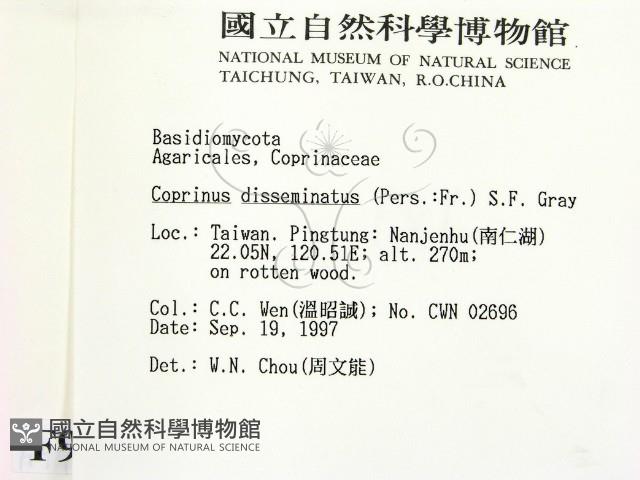 國立自然科學博物館
NATIONAL MUSEUM OF NATURAL SCIENCE
TAICHUNG, TAIWAN, R.O.CHINA
Basidiomycota
Agaricales, Coprinaceae
Coprinus disseminatus (Pers.:Fr.) S.F. Gray
Loc.: Taiwan. Pingtung: Nanjenhu(南仁湖)
22.05N, 120.51E; alt. 270m;
on rotten wood.
Col.: C.C. Wen(溫昭誠); No. CWN 02696
Date: Sep. 19, 1997
Det.: W.N. Chou(周文能)
國立自然科學博物館
NATIONAL MUSEUM OF NATURAL SCIENCE